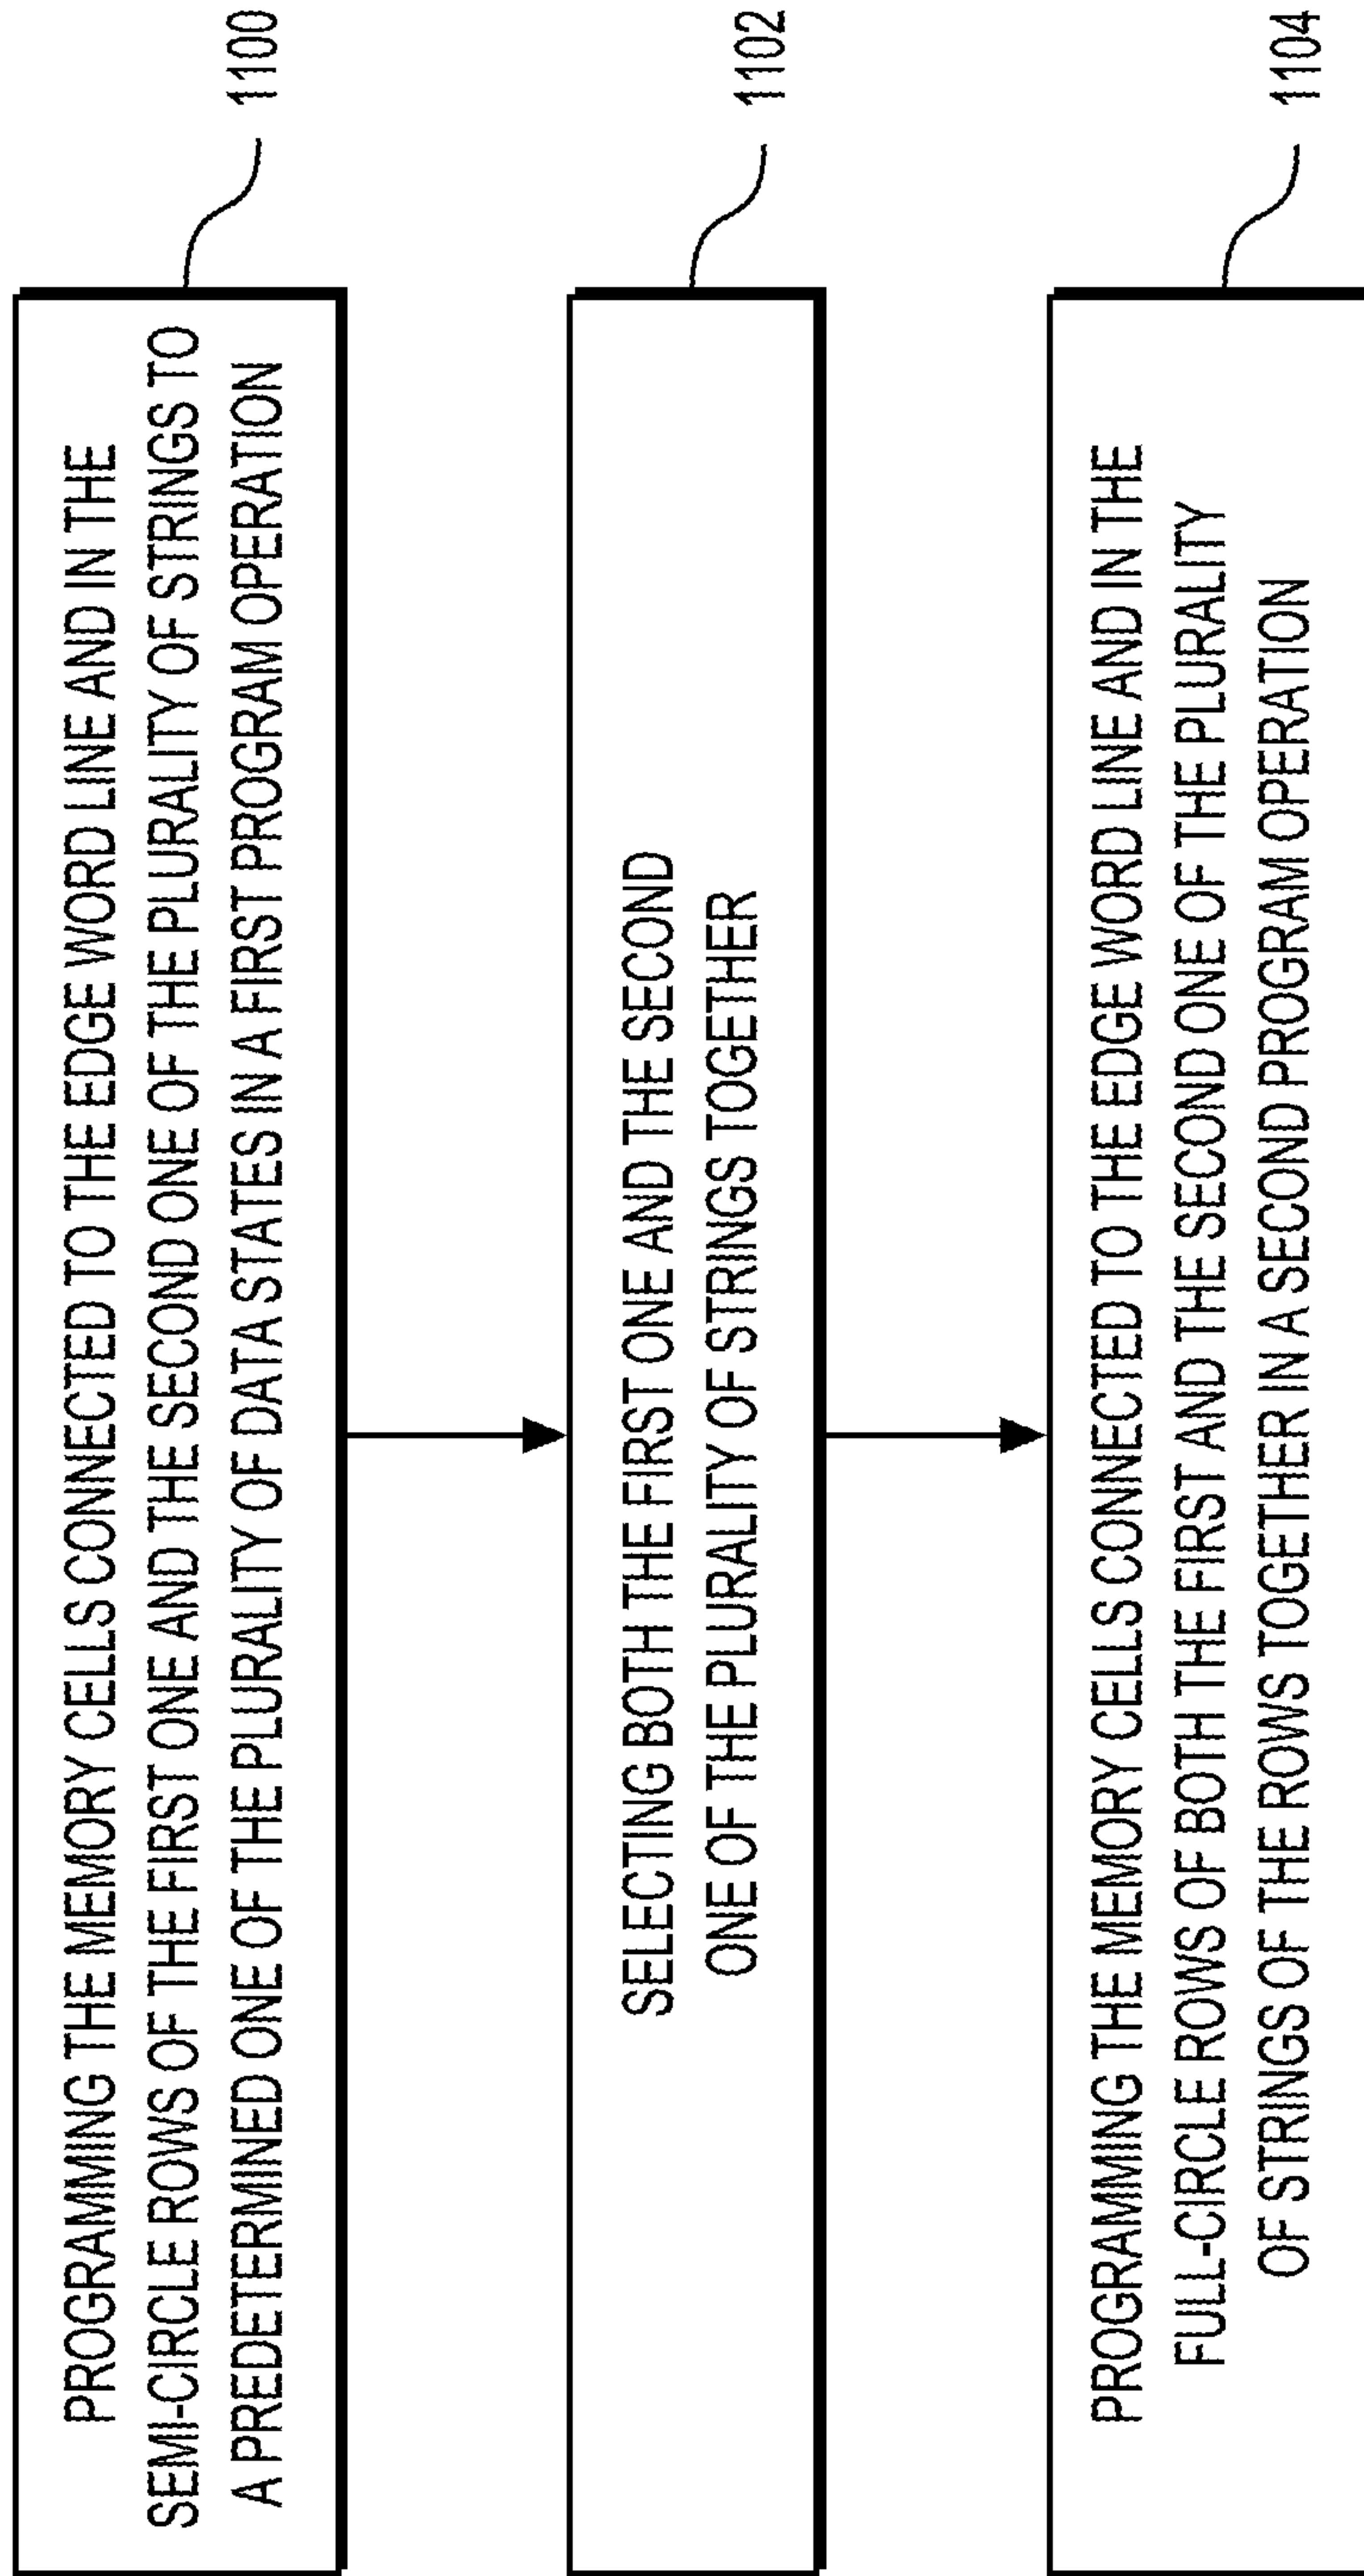 PROGRAMMING THE MEMORY CELLS CONNECTED TO THE EDGE WORD LINE AND IN THE
SEMI-CIRCLE ROWS OF THE FIRST ONE AND THE SECOND ONE OF THE PLURALITY OF STRINGS TO
A PREDETERMINED ONE OF THE PLURALITY OF DATA STATES IN A FIRST PROGRAM OPERATION
1100
SELECTING BOTH THE FIRST ONE AND THE SECOND
ONE OF THE PLURALITY OF STRINGS TOGETHER
1102
PROGRAMMING THE MEMORY CELLS CONNECTED TO THE EDGE WORD LINE AND IN THE
FULL-CIRCLE ROWS OF BOTH THE FIRST AND THE SECOND ONE OF THE PLURALITY
OF STRINGS OF THE ROWS TOGETHER IN A SECOND PROGRAM OPERATION
1104